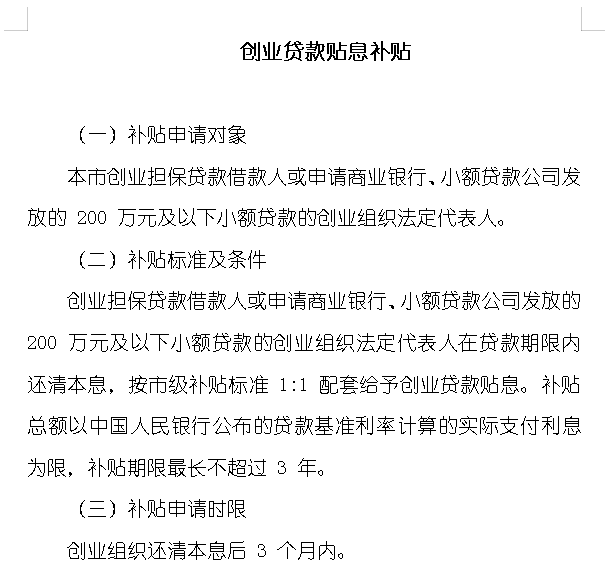 创业贷款贴息补贴
（一）补贴申请对象
本市创业担保贷款借款人或申请商业银行、小额贷款公司发
放的 200 万元及以下小额贷款的创业组织法定代表人。
（二）补贴标准及条件
创业担保贷款借款人或申请商业银行、小额贷款公司发放的
200 万元及以下小额贷款的创业组织法定代表人在贷款期限内
还清本息，按市级补贴标准 1:1 配套给予创业贷款贴息。补贴
总额以中国人民银行公布的贷款基准利率计算的实际支付利息
为限，补贴期限最长不超过 3 年。
（三）补贴申请时限
创业组织还清本息后 3 个月内。